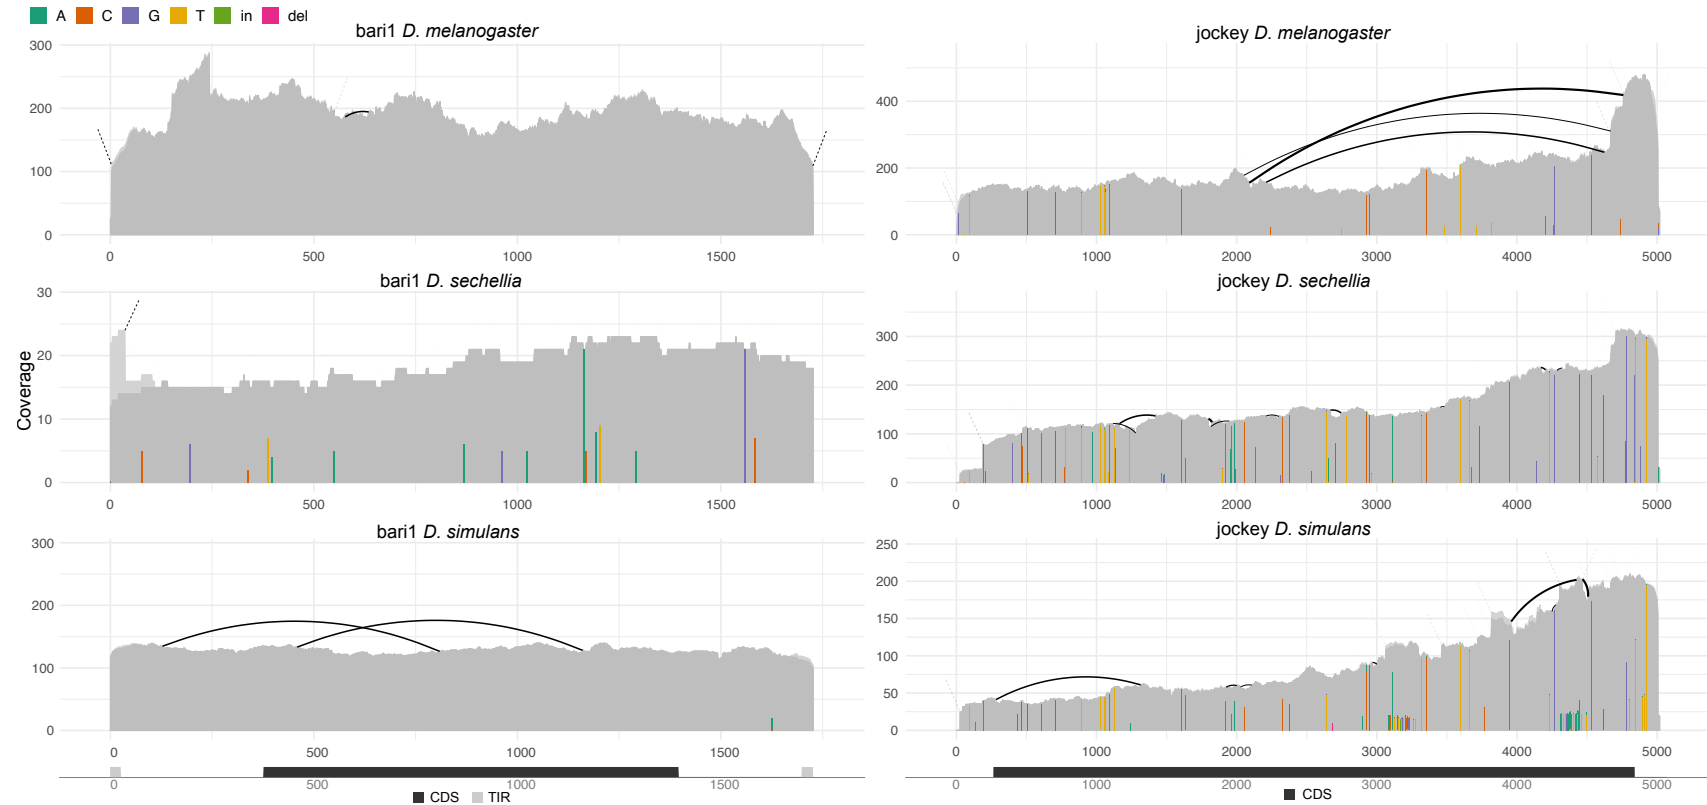 A C G T in del
bari1 D. melanogaster
300
200
100
0
0 500 1000 1500
jockey D. melanogaster
400
200
0
0 1000 2000 3000 4000 5000
Coverage
bari1 D. sechellia
30
20
10
0
0 500 1000 1500
jockey D. sechellia
300
200
100
0
0 1000 2000 3000 4000 5000
bari1 D. simulans
300
200
100
0
0 500 1000 1500
0 500 1000 1500
CDS TIR
jockey D. simulans
250
200
150
100
50
0
0 1000 2000 3000 4000 5000
0 1000 2000 3000 4000 5000
CDS